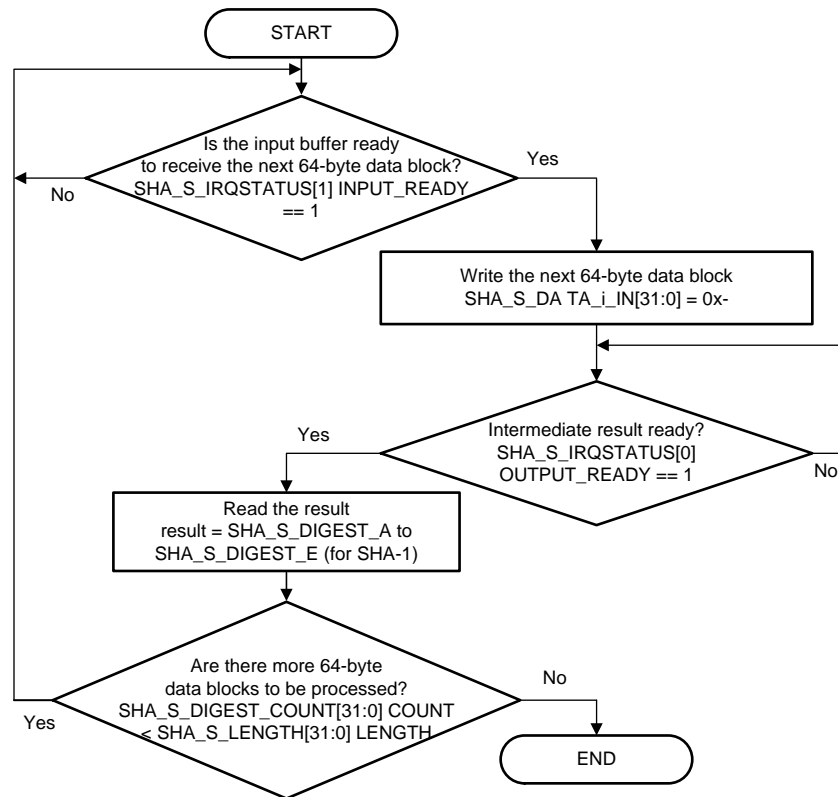 START
Is the input buffer ready
to receive the next 64-byte data block?
SHA_S_IRQSTATUS[1] INPUT_READY
== 1
Yes
No
Write the next 64-byte data block
SHA_S_DA TA_i_IN[31:0] = 0x-
Intermediate result ready?
SHA_S_IRQSTATUS[0]
OUTPUT_READY == 1
Yes
No
Read the result
result = SHA_S_DIGEST_A to
SHA_S_DIGEST_E (for SHA-1)
Are there more 64-byte
data blocks to be processed?
SHA_S_DIGEST_COUNT[31:0] COUNT
< SHA_S_LENGTH[31:0] LENGTH
No
Yes
END